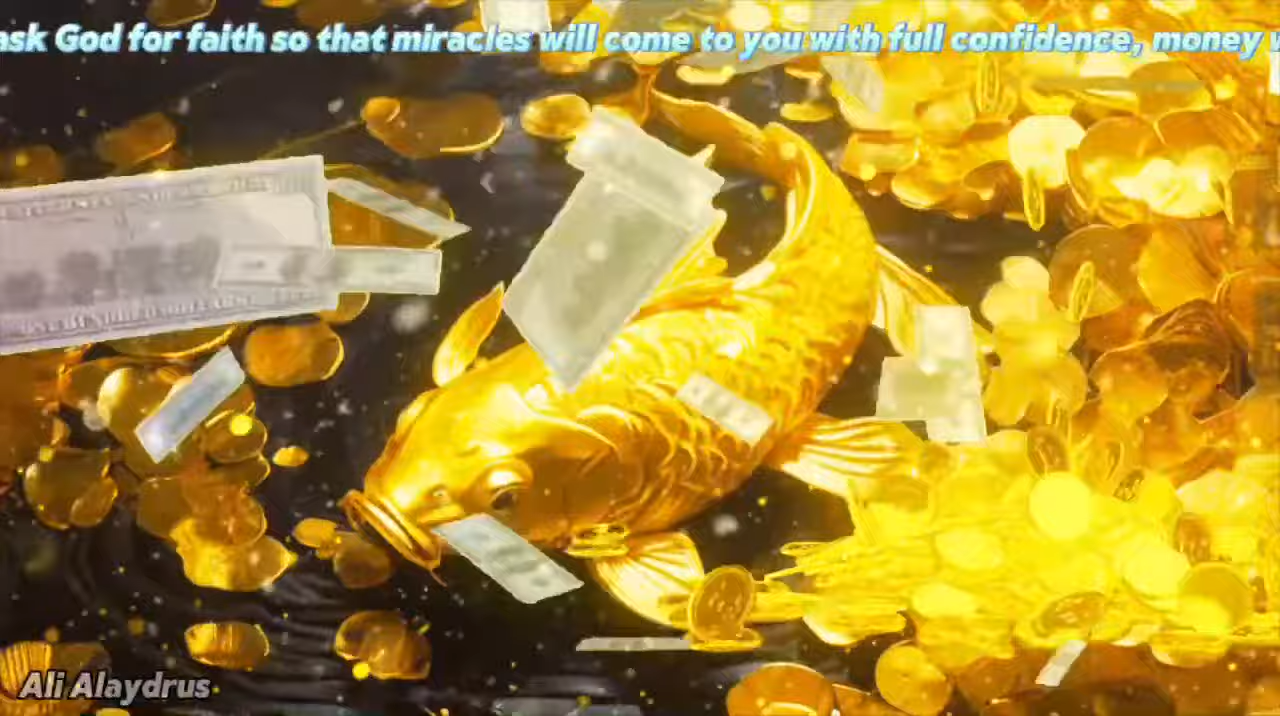 ask God for faith so that miracles will come to you with full confidence, money
Ali Alaydrus